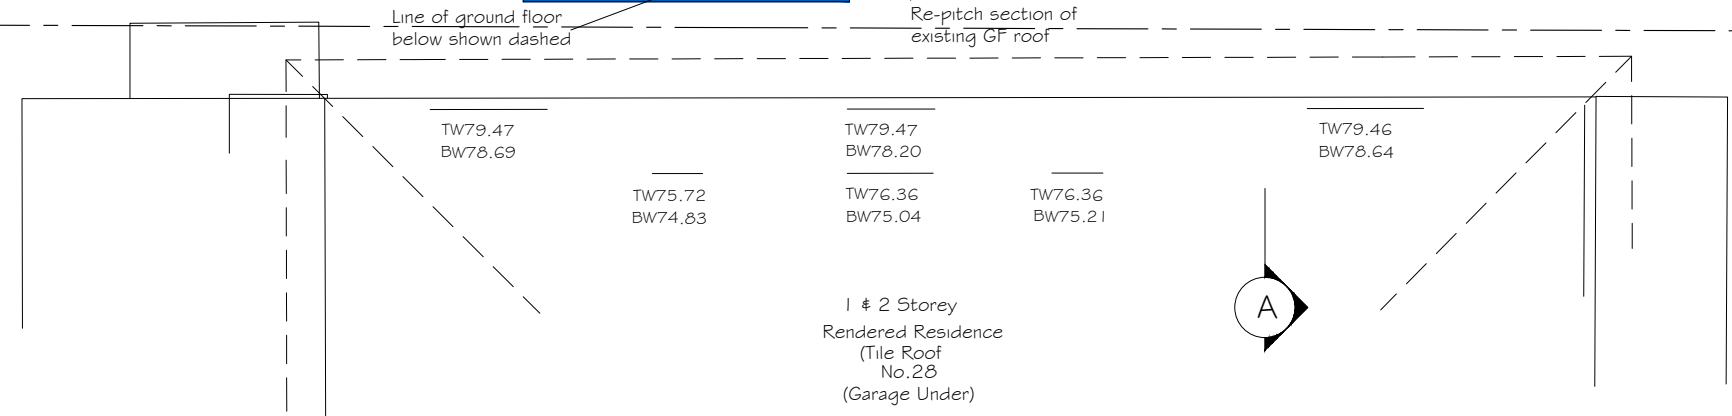 Line of ground floor
below shown dashed
Re-pitch section of
existing GF roof
TW79.47
BW78.69
TW79.47
BW78.20
TW79.46
BW78.64
TW75.72
BW74.83
TW76.36
BW75.04
TW76.36
BW75.21
1 & 2 Storey
Rendered Residence
(Tile Roof
No.28
(Garage Under)
A